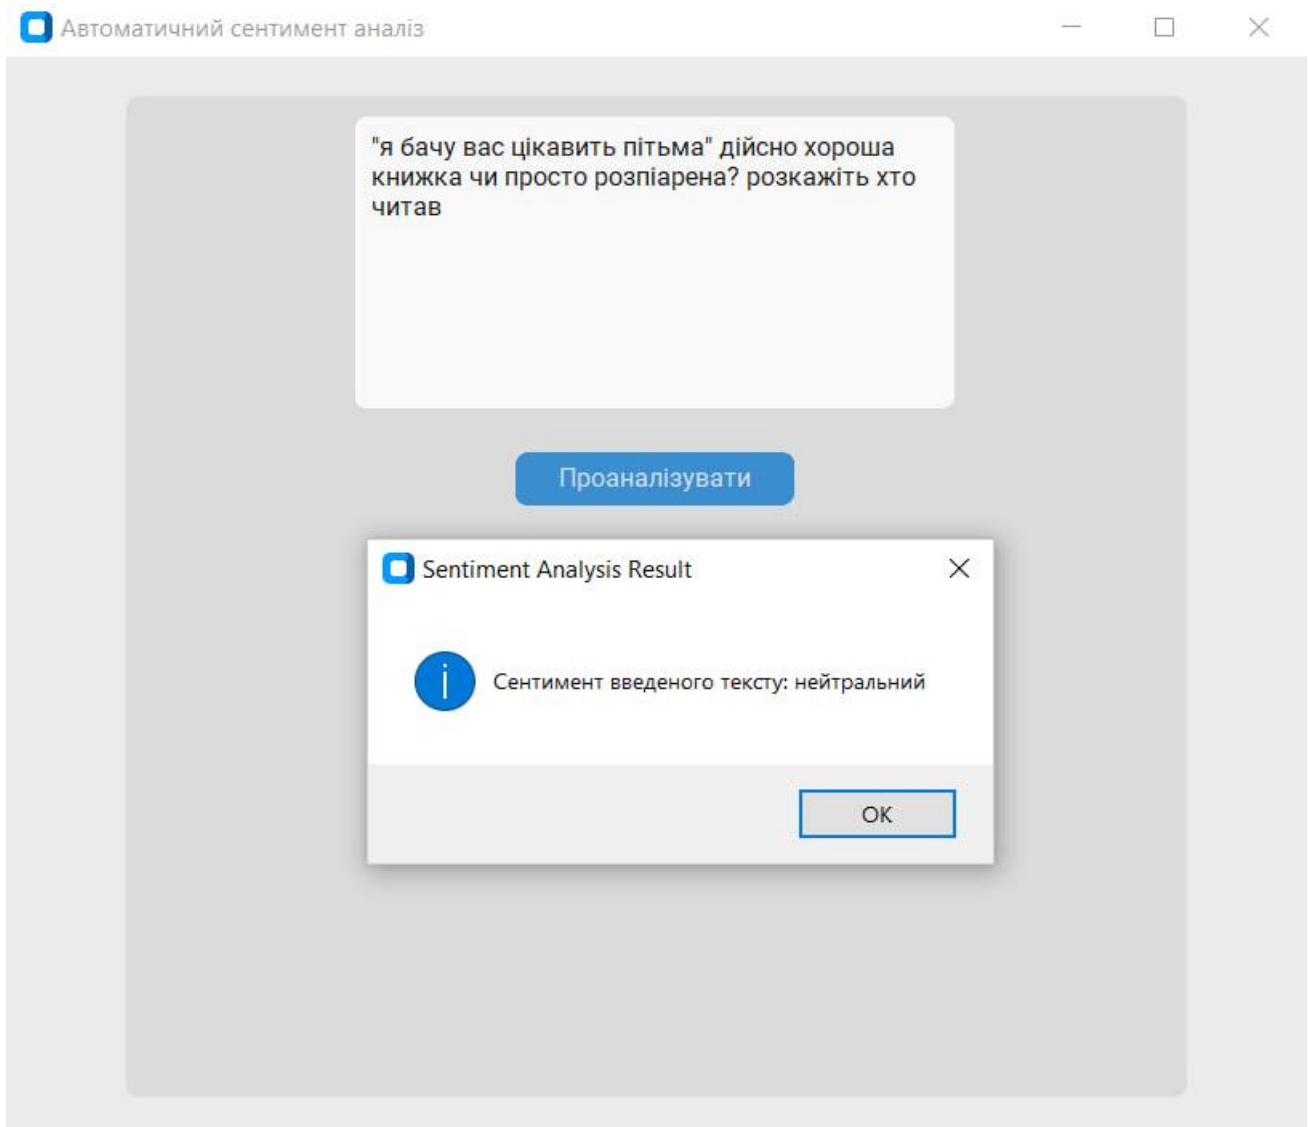 Автоматичний сентимент аналіз
"я бачу вас цікавить пітьма" дійсно хороша
книжка чи просто розпіарена? розкажіть хто
читав
Проаналізувати
Sentiment Analysis Result
Сентимент введеного тексту: нейтральний
OK